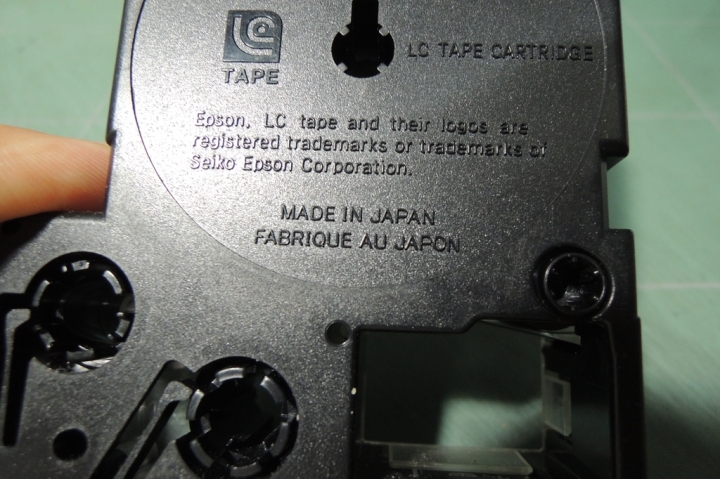 LC
TAPE
LC TAPE CARTRIDGE
Epson, LC tape and their logos are
registered trademarks or trademarks of
Seiko Epson Corporation.
MADE IN JAPAN
FABRIQUE AU JAPON